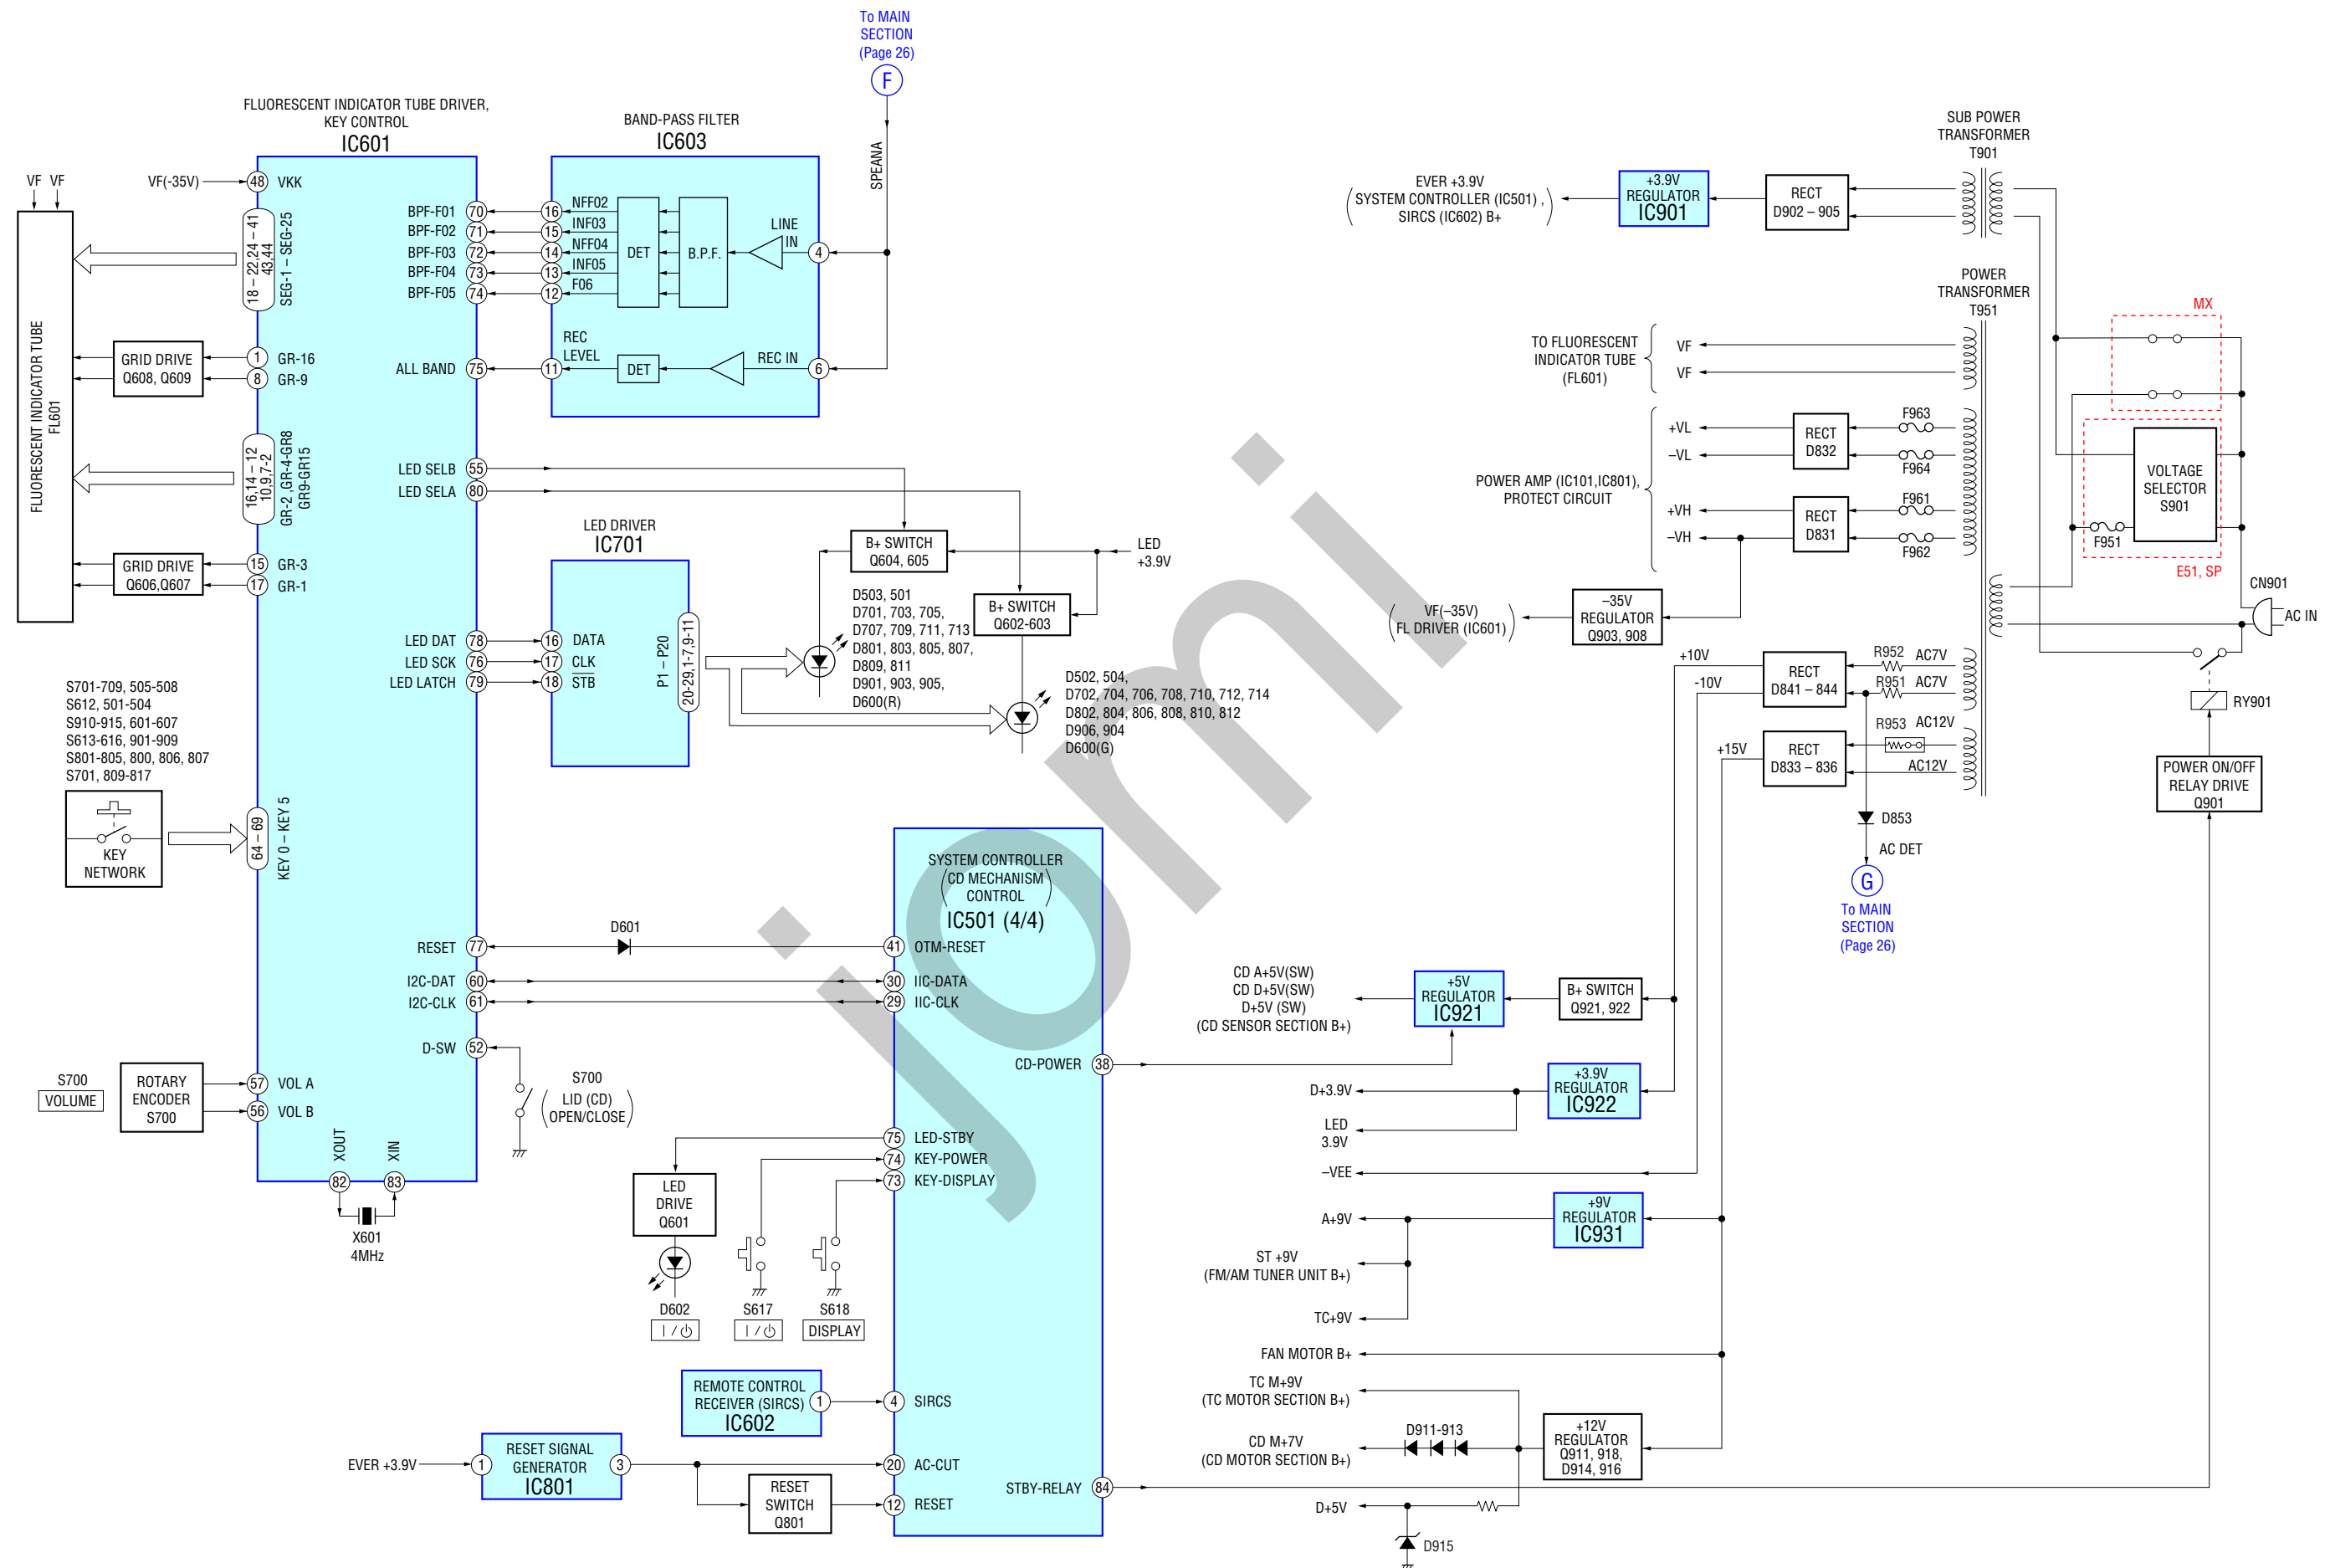 To MAIN
SECTION
(Page 26)
F
SPEANA
FLUORESCENT INDICATOR TUBE DRIVER,
KEY CONTROL
IC601
VF VF
FLUORESCENT INDICATOR TUBE
FL601
VF(-35V)
48 VKK
18 – 22,24 – 41
43,44
SEG-1 – SEG-25
GRID DRIVE
Q608, Q609
1 GR-16
8 GR-9
16,14 – 12
10,9,7-2
GR-2 ,GR-4-GR8
GR9-GR15
GRID DRIVE
Q606,Q607
15 GR-3
17 GR-1
S701-709, 505-508
S612, 501-504
S910-915, 601-607
S613-616, 901-909
S801-805, 800, 806, 807
S701, 809-817
KEY
NETWORK
64 – 69
KEY 0 – KEY 5
S700
VOLUME
ROTARY
ENCODER
S700
57 VOL A
56 VOL B
XOUT
XIN
82
83
X601
4MHz
BPF-F01 70
BPF-F02 71
BPF-F03 72
BPF-F04 73
BPF-F05 74
ALL BAND 75
LED SELB 55
LED SELA 80
LED DAT 78
LED SCK 76
LED LATCH 79
RESET 77
I2C-DAT 60
I2C-CLK 61
D-SW 52
BAND-PASS FILTER
IC603
16 NFF02
15 INF03
14 NFF04
13 INF05
12 F06
DET
B.P.F.
LINE
IN
4
REC
LEVEL
11
DET
REC IN
6
LED DRIVER
IC701
16 DATA
17 CLK
18 STB
P1 – P20
20-29,1-7,9-11
B+ SWITCH
Q604, 605
LED
+3.9V
B+ SWITCH
Q602-603
D503, 501
D701, 703, 705,
D707, 709, 711, 713
D801, 803, 805, 807,
D809, 811
D901, 903, 905,
D600(R)
D502, 504,
D702, 704, 706, 708, 710, 712, 714
D802, 804, 806, 808, 810, 812
D906, 904
D600(G)
D601
S700
LID (CD)
OPEN/CLOSE
SYSTEM CONTROLLER
CD MECHANISM
CONTROL
IC501 (4/4)
41 OTM-RESET
30 IIC-DATA
29 IIC-CLK
CD-POWER 38
75 LED-STBY
74 KEY-POWER
73 KEY-DISPLAY
4 SIRCS
20 AC-CUT
12 RESET
STBY-RELAY 84
LED
DRIVE
Q601
D602
I / ⏻
S617
I / ⏻
S618
DISPLAY
REMOTE CONTROL
RECEIVER (SIRCS)
IC602
1
EVER +3.9V
1
RESET SIGNAL
GENERATOR
IC801
3
RESET
SWITCH
Q801
SUB POWER
TRANSFORMER
T901
EVER +3.9V
SYSTEM CONTROLLER (IC501) ,
SIRCS (IC602) B+
+3.9V
REGULATOR
IC901
RECT
D902 – 905
POWER
TRANSFORMER
T951
TO FLUORESCENT
INDICATOR TUBE
(FL601)
VF
VF
POWER AMP (IC101,IC801),
PROTECT CIRCUIT
+VL
–VL
+VH
–VH
RECT
D832
F963
F964
RECT
D831
F961
F962
VF(–35V)
FL DRIVER (IC601)
–35V
REGULATOR
Q903, 908
MX
VOLTAGE
SELECTOR
S901
F951
E51, SP
CN901
AC IN
RY901
POWER ON/OFF
RELAY DRIVE
Q901
+10V
-10V
RECT
D841 – 844
R952 AC7V
R951 AC7V
+15V
RECT
D833 – 836
R953 AC12V
AC12V
D853
AC DET
G
To MAIN
SECTION
(Page 26)
CD A+5V(SW)
CD D+5V(SW)
D+5V (SW)
(CD SENSOR SECTION B+)
+5V
REGULATOR
IC921
B+ SWITCH
Q921, 922
D+3.9V
LED
3.9V
+3.9V
REGULATOR
IC922
–VEE
A+9V
+9V
REGULATOR
IC931
ST +9V
(FM/AM TUNER UNIT B+)
TC+9V
FAN MOTOR B+
TC M+9V
(TC MOTOR SECTION B+)
CD M+7V
(CD MOTOR SECTION B+)
D911-913
+12V
REGULATOR
Q911, 918,
D914, 916
D+5V
D915
jomi